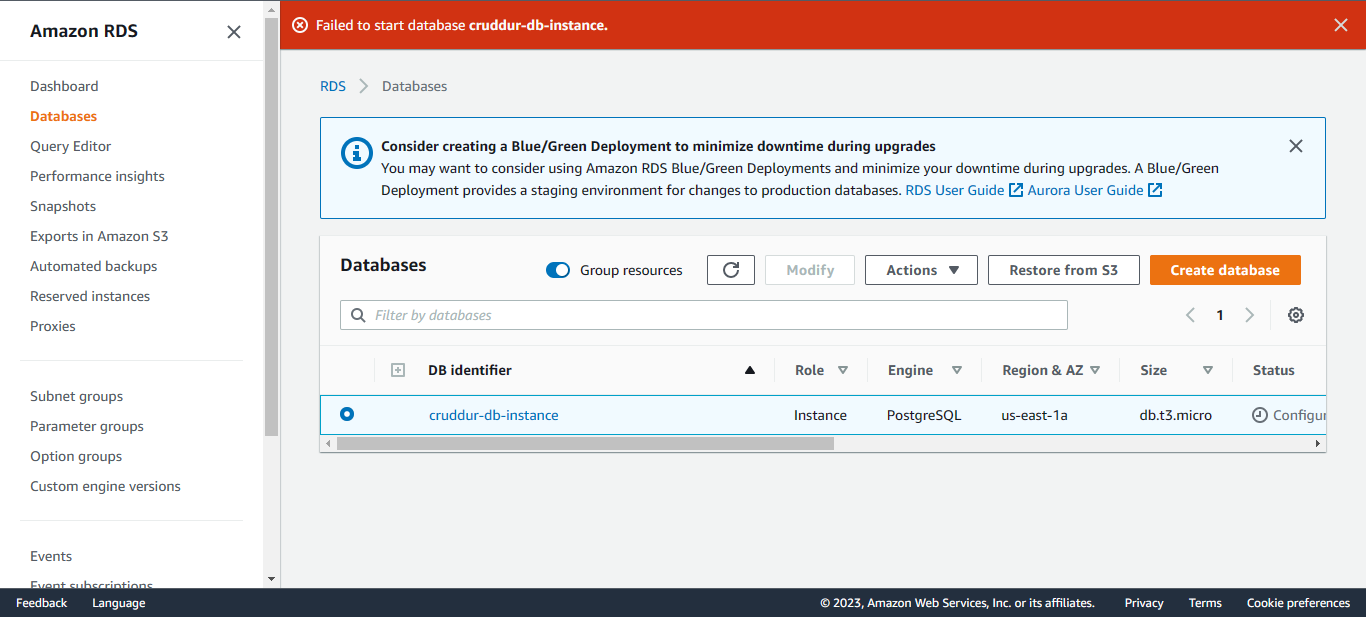 Amazon RDS
Dashboard
Databases
Query Editor
Performance insights
Snapshots
Exports in Amazon S3
Automated backups
Reserved instances
Proxies
Subnet groups
Parameter groups
Option groups
Custom engine versions
Events
Event subscriptions
Failed to start database cruddur-db-instance.
RDS Databases
Consider creating a Blue/Green Deployment to minimize downtime during upgrades
You may want to consider using Amazon RDS Blue/Green Deployments and minimize your downtime during upgrades. A Blue/Green
Deployment provides a staging environment for changes to production databases. RDS User Guide Aurora User Guide
Databases Group resources Modify Actions Restore from S3 Create database
Filter by databases 1
DB identifier Role Engine Region & AZ Size Status
cruddur-db-instance Instance PostgreSQL us-east-1a db.t3.micro Configur
Feedback Language © 2023, Amazon Web Services, Inc. or its affiliates. Privacy Terms Cookie preferences